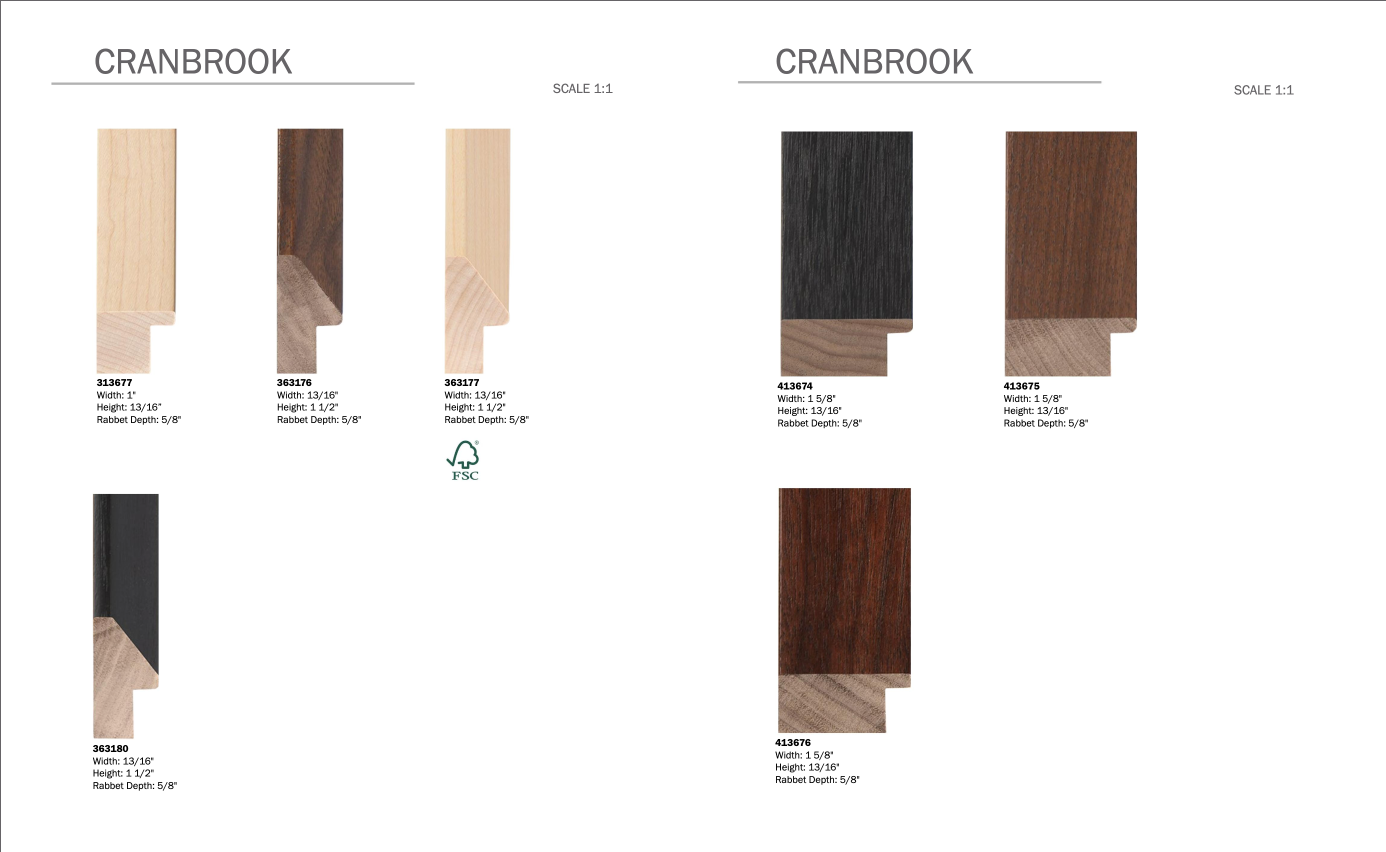 CRANBROOK
SCALE 1:1
313677
Width: 1"
Height: 13/16"
Rabbet Depth: 5/8"
363176
Width: 13/16"
Height: 1 1/2"
Rabbet Depth: 5/8"
363177
Width: 13/16"
Height: 1 1/2"
Rabbet Depth: 5/8"
®
FSC
363180
Width: 13/16"
Height: 1 1/2"
Rabbet Depth: 5/8"
CRANBROOK
SCALE 1:1
413674
Width: 1 5/8"
Height: 13/16"
Rabbet Depth: 5/8"
413675
Width: 1 5/8"
Height: 13/16"
Rabbet Depth: 5/8"
413676
Width: 1 5/8"
Height: 13/16"
Rabbet Depth: 5/8"